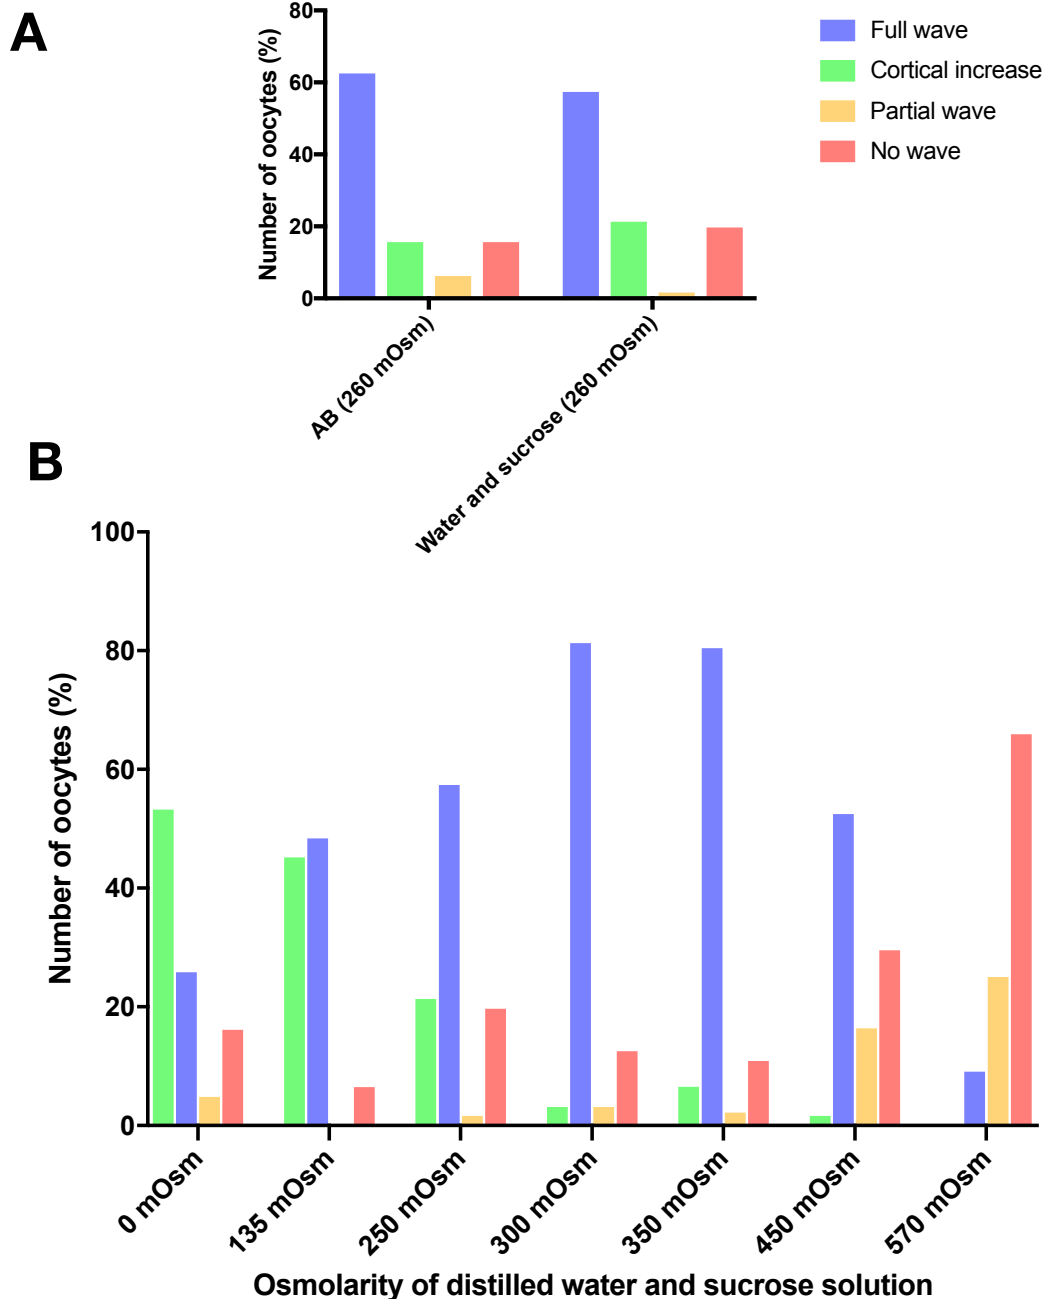 A
Number of oocytes (%)
80
60
40
20
0
AB (260 mOsm)
Water and sucrose (260 mOsm)
Full wave
Cortical increase
Partial wave
No wave
B
Number of oocytes (%)
100
80
60
40
20
0
0 mOsm
135 mOsm
250 mOsm
300 mOsm
350 mOsm
450 mOsm
570 mOsm
Osmolarity of distilled water and sucrose solution